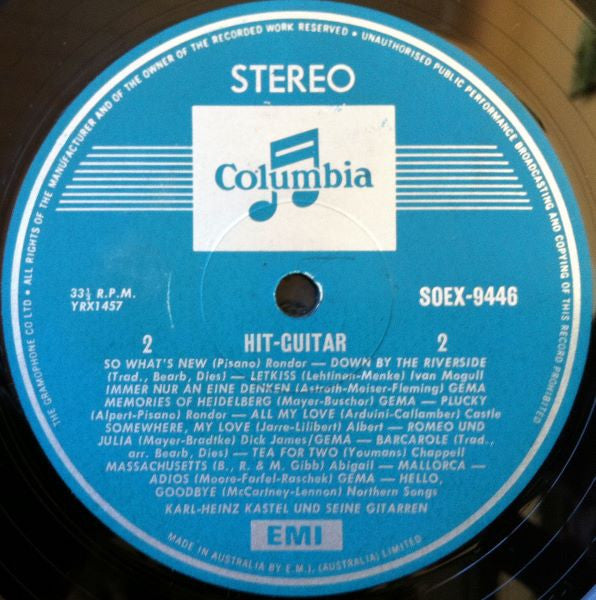 THE GRAMOPHONE CO LTD • ALL RIGHTS OF THE MANUFACTURER AND OF THE OWNER OF THE RECORDED WORK RESERVED • UNAUTHORISED PUBLIC PERFORMANCE BROADCASTING AND COPYING OF THIS RECORD PROHIBITED
STEREO
Columbia
33⅓ R.P.M.
YRX1457
SOEX-9446
2 HIT-GUITAR 2
SO WHAT'S NEW (Pisano) Rondor — DOWN BY THE RIVERSIDE
(Trad., Bearb, Dies) — LETKISS (Lehtinen-Menke) Ivan Mogull
IMMER NUR AN EINE DENKEN (Astroth-Meiser-Fleming) GEMA
MEMORIES OF HEIDELBERG (Mayer-Buschor) GEMA — PLUCKY
(Alpert-Pisano) Rondor — ALL MY LOVE (Arduini-Callamber) Castle
SOMEWHERE, MY LOVE (Jarre-Lilibert) Albert — ROMEO UND
JULIA (Mayer-Bradtke) Dick James/GEMA — BARCAROLE (Trad.,
arr. Bearb, Dies) — TEA FOR TWO (Youmans) Chappell
MASSACHUSETTS (B., R. & M. Gibb) Abigail — MALLORCA —
ADIOS (Moore-Farfel-Raschek) GEMA — HELLO,
GOODBYE (McCartney-Lennon) Northern Songs
KARL-HEINZ KASTEL UND SEINE GITARREN
EMI
MADE IN AUSTRALIA BY E.M.I. (AUSTRALIA) LIMITED